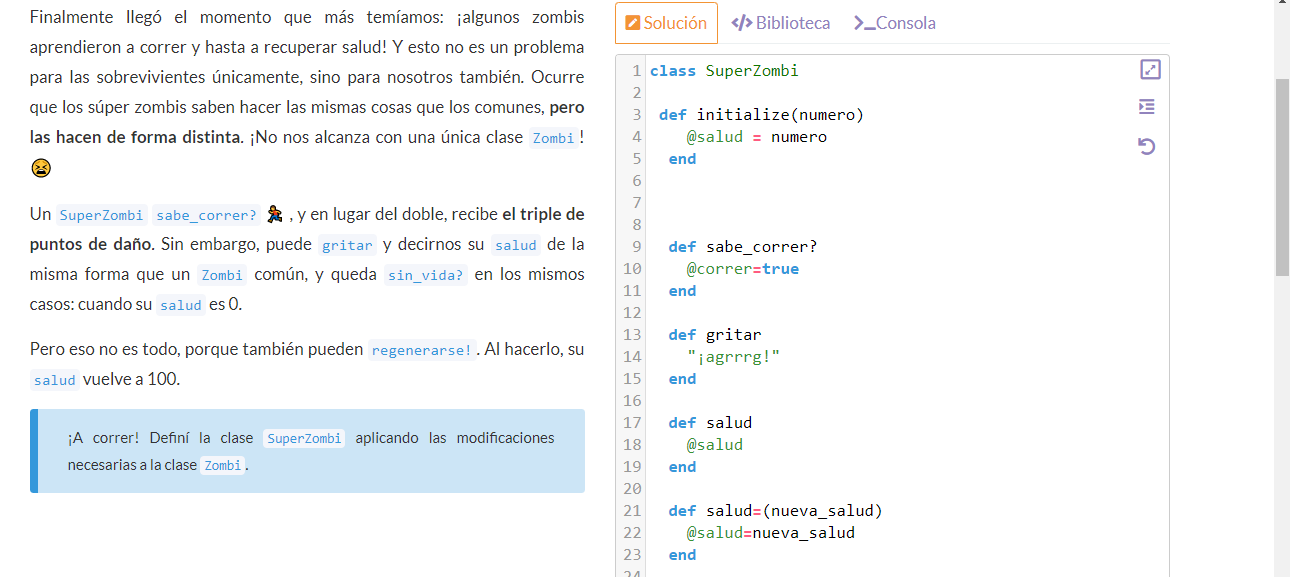 Finalmente llegó el momento que más temíamos: ¡algunos zombis
aprendieron a correr y hasta a recuperar salud! Y esto no es un problema
para las sobrevivientes únicamente, sino para nosotros también. Ocurre
que los súper zombis saben hacer las mismas cosas que los comunes, pero
las hacen de forma distinta. ¡No nos alcanza con una única clase Zombi!
Un SuperZombi sabe_correr? , y en lugar del doble, recibe el triple de
puntos de daño. Sin embargo, puede gritar y decirnos su salud de la
misma forma que un Zombi común, y queda sin_vida? en los mismos
casos: cuando su salud es 0.
Pero eso no es todo, porque también pueden regenerarse!. Al hacerlo, su
salud vuelve a 100.
¡A correr! Definí la clase SuperZombi aplicando las modificaciones
necesarias a la clase Zombi.
Solución </> Biblioteca >_Consola
1 class SuperZombi
2
3 def initialize(numero)
4 @salud = numero
5 end
6
7
8
9 def sabe_correr?
10 @correr=true
11 end
12
13 def gritar
14 "¡agrrrg!"
15 end
16
17 def salud
18 @salud
19 end
20
21 def salud=(nueva_salud)
22 @salud=nueva_salud
23 end
24